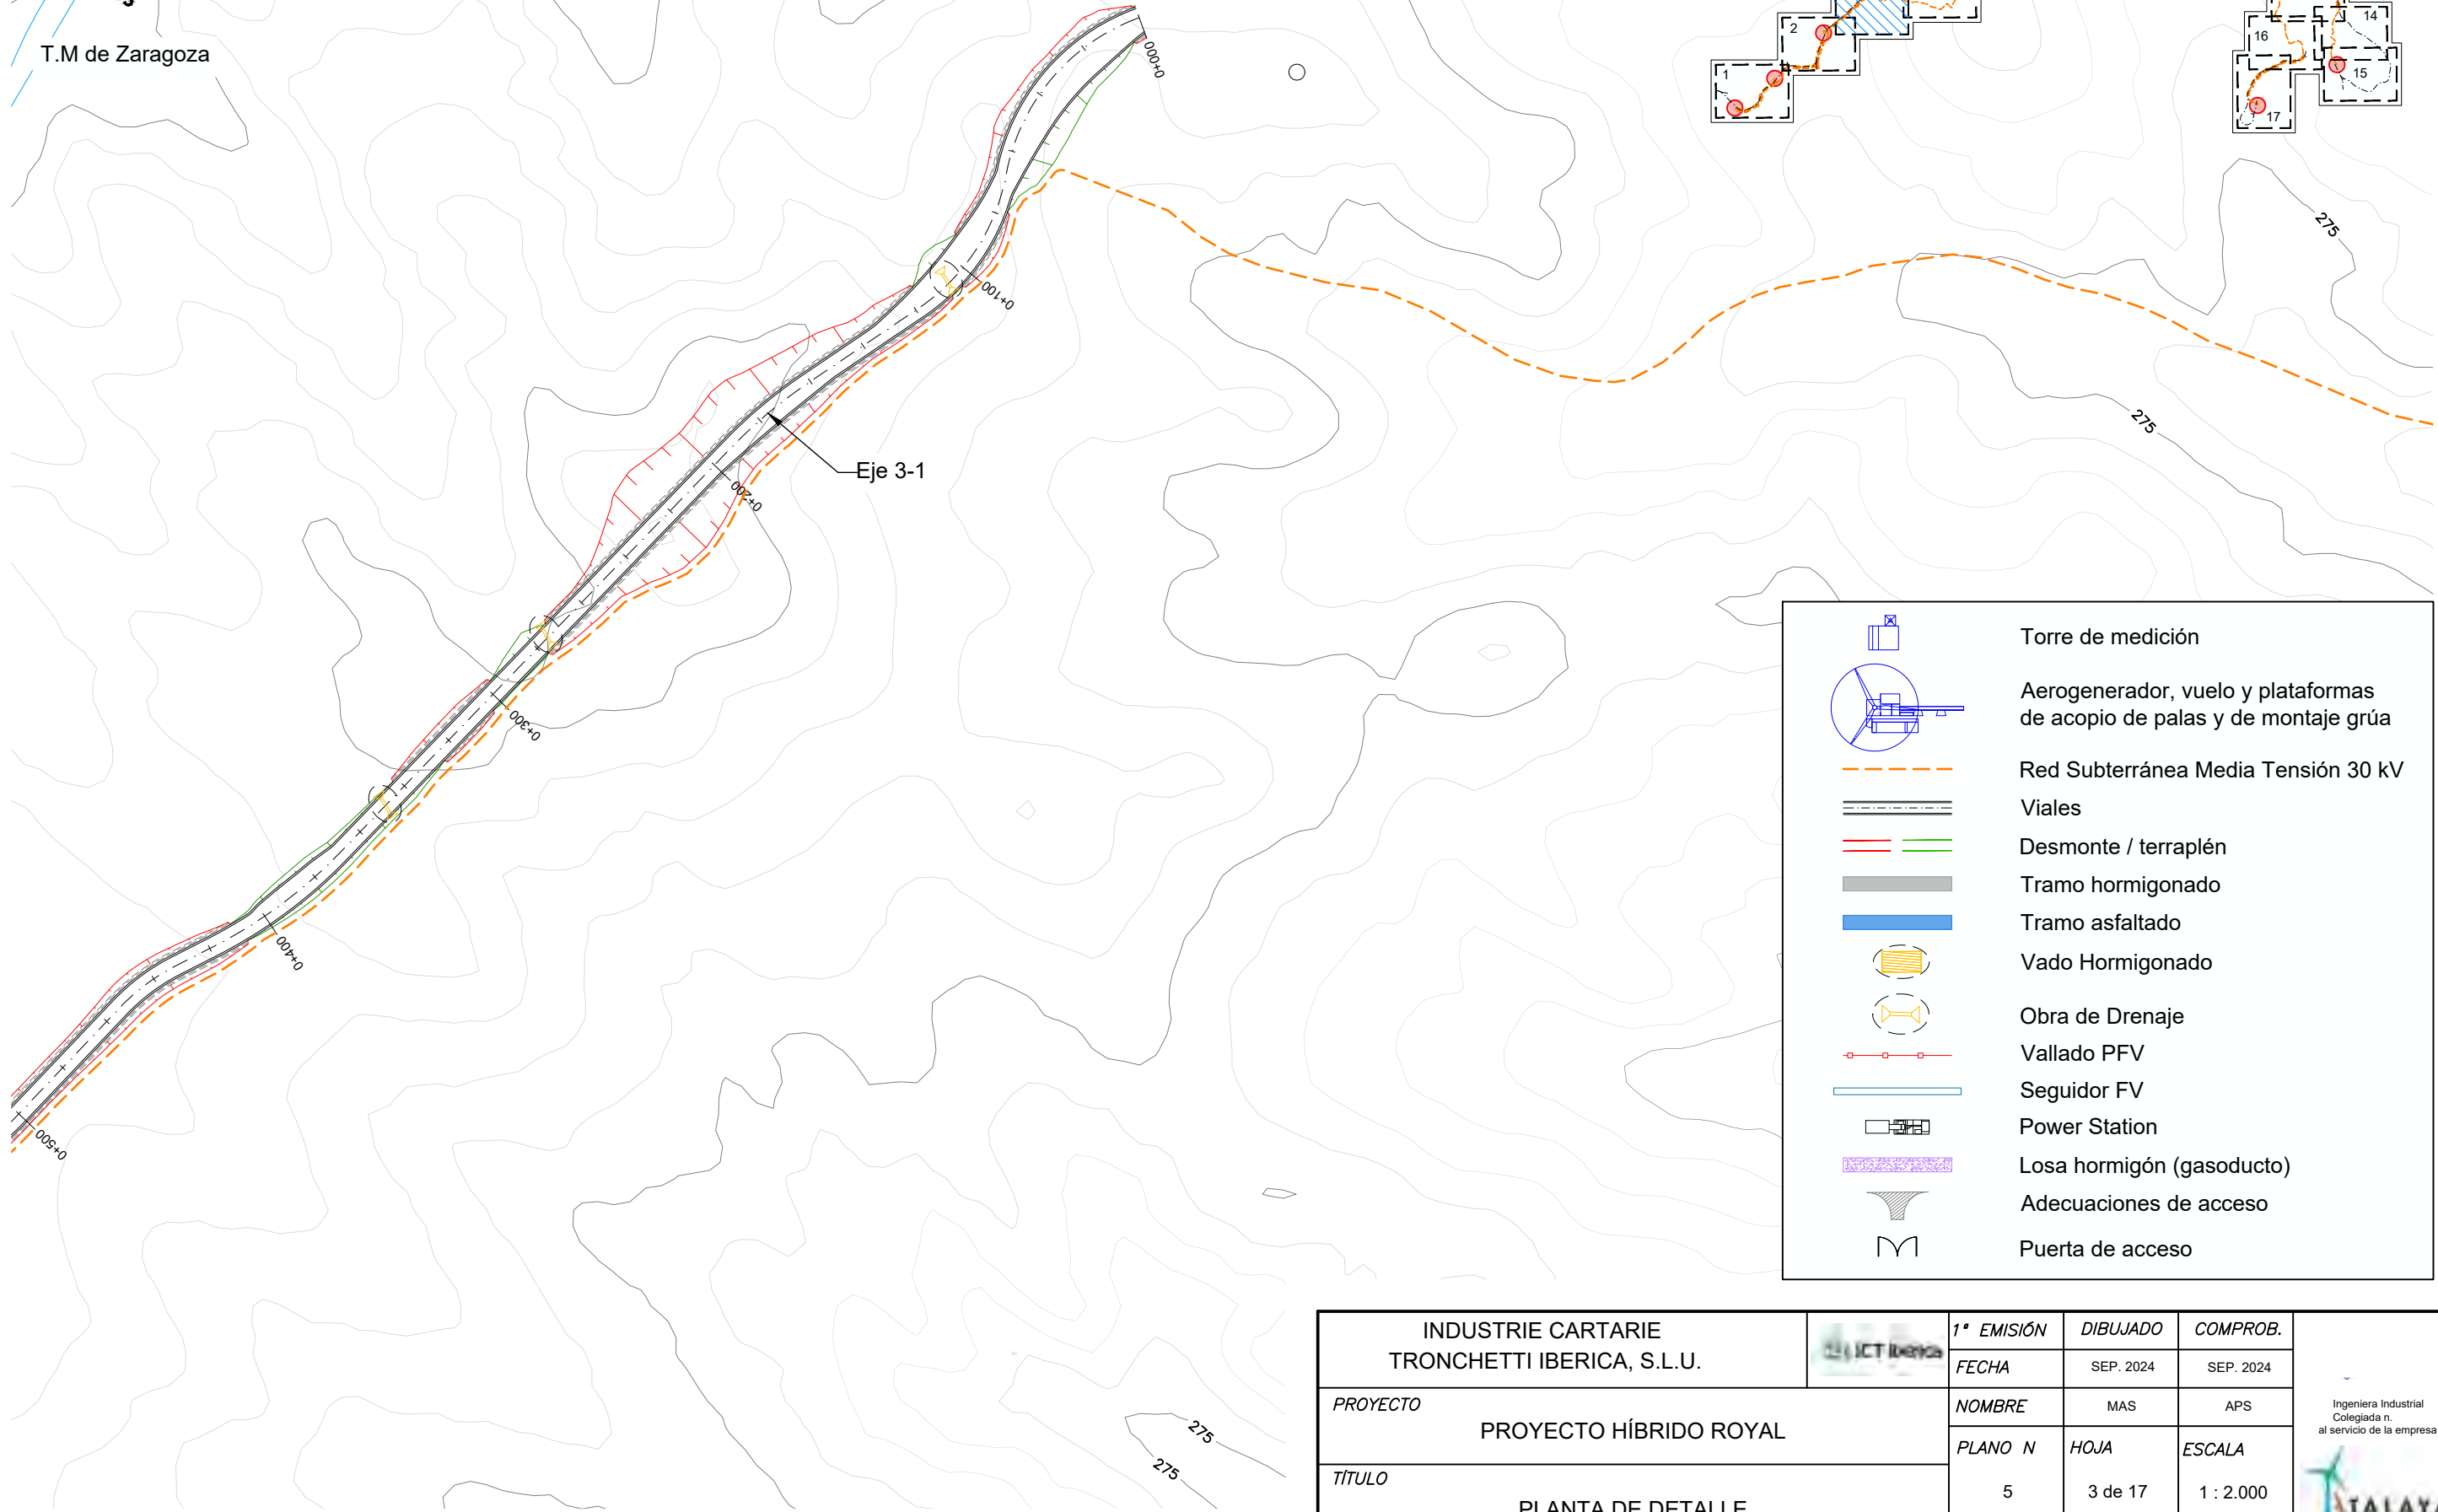 T.M de Zaragoza
0+000
2
1
14
16
15
17
275
0+100
275
Eje 3-1
0+200
0+300
0+400
0+500
Torre de medición
Aerogenerador, vuelo y plataformas
de acopio de palas y de montaje grúa
Red Subterránea Media Tensión 30 kV
Viales
Desmonte / terraplén
Tramo hormigonado
Tramo asfaltado
Vado Hormigonado
Obra de Drenaje
Vallado PFV
Seguidor FV
Power Station
Losa hormigón (gasoducto)
Adecuaciones de acceso
Puerta de acceso
275
275
INDUSTRIE CARTARIE
TRONCHETTI IBERICA, S.L.U.
ICT Iberica
1ª EMISIÓN
DIBUJADO
COMPROB.
FECHA
SEP. 2024
SEP. 2024
PROYECTO
PROYECTO HÍBRIDO ROYAL
NOMBRE
MAS
APS
Ingeniera Industrial
Colegiada n.
al servicio de la empresa
PLANO N
HOJA
ESCALA
5
3 de 17
1 : 2.000
TÍTULO
PLANTA DE DETALLE